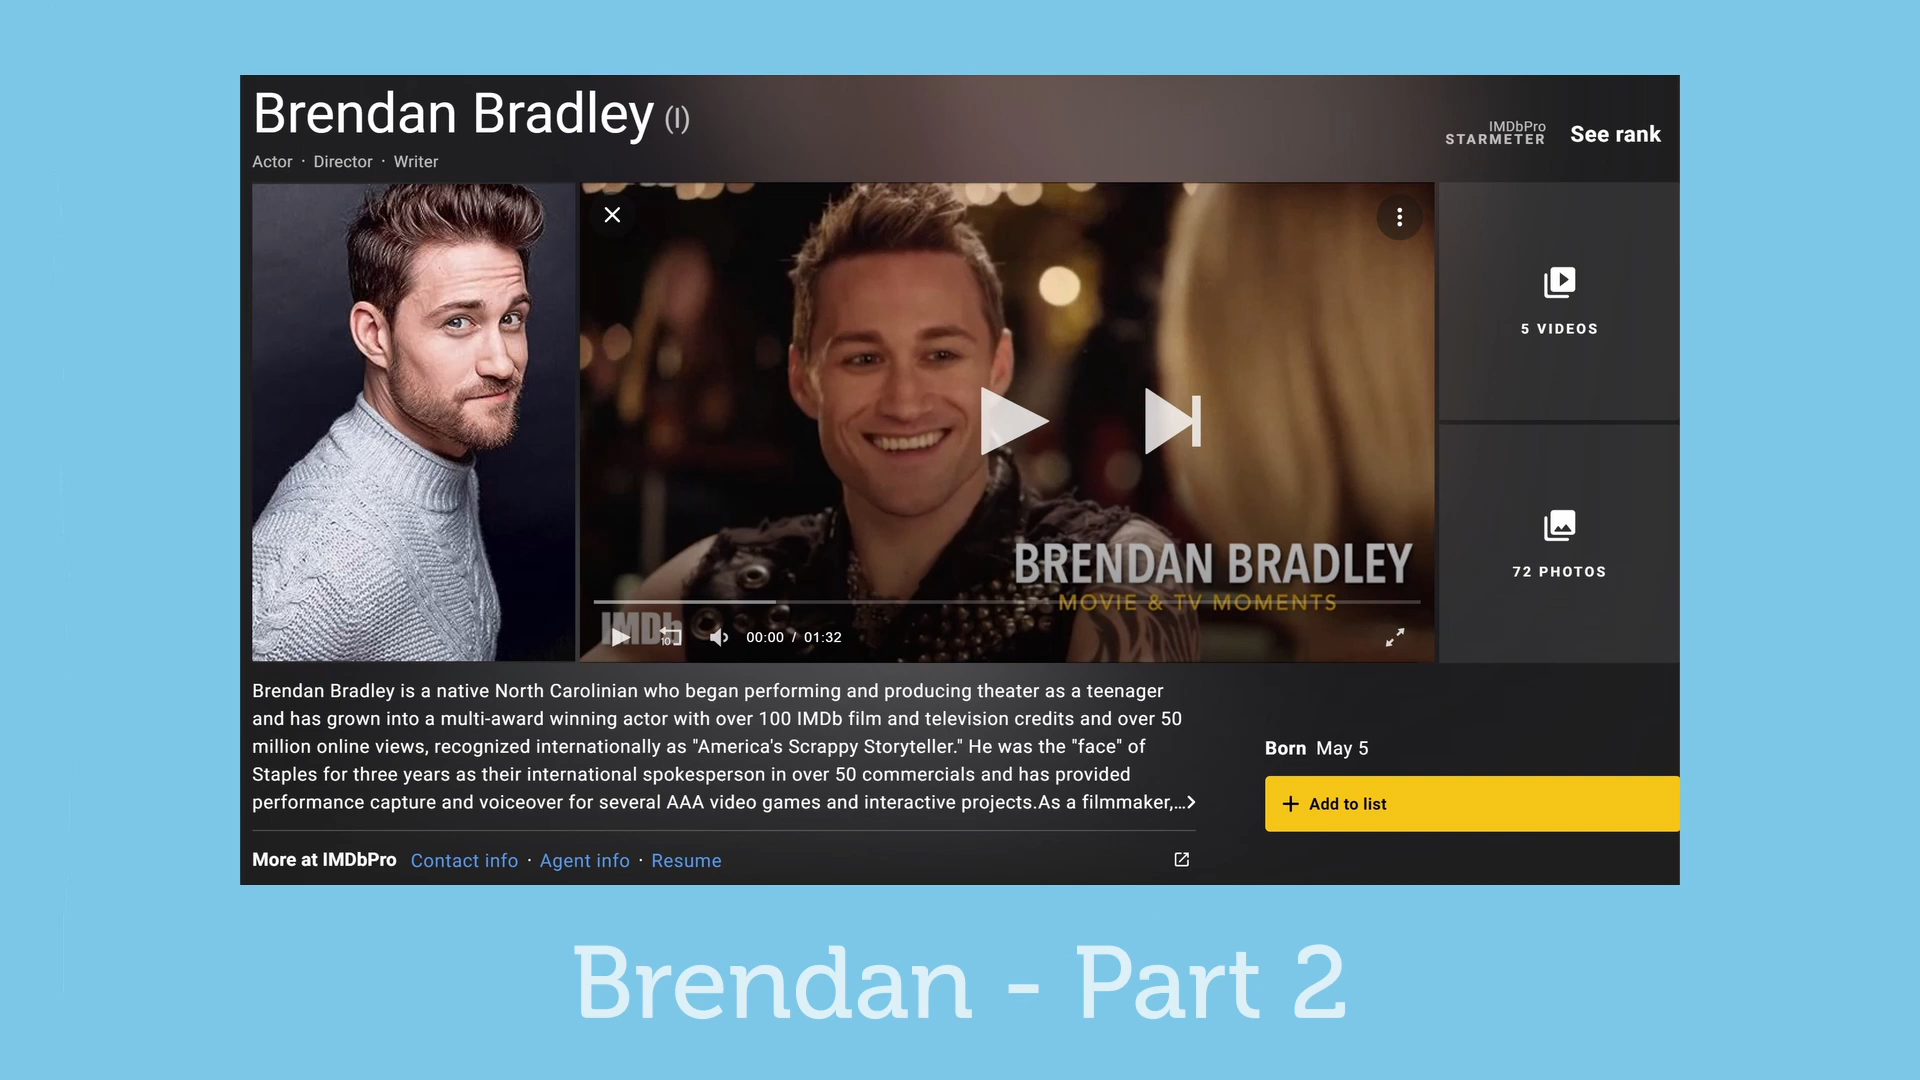 Brendan Bradley (I)
Actor · Director · Writer
IMDbPro
STARMETER
See rank
5 VIDEOS
BRENDAN BRADLEY
MOVIE & TV MOMENTS
IMDb
10
00:00 / 01:32
72 PHOTOS
Brendan Bradley is a native North Carolinian who began performing and producing theater as a teenager
and has grown into a multi-award winning actor with over 100 IMDb film and television credits and over 50
million online views, recognized internationally as "America's Scrappy Storyteller." He was the "face" of
Staples for three years as their international spokesperson in over 50 commercials and has provided
performance capture and voiceover for several AAA video games and interactive projects.As a filmmaker,...
Born May 5
Add to list
More at IMDbPro Contact info · Agent info · Resume
Brendan - Part 2